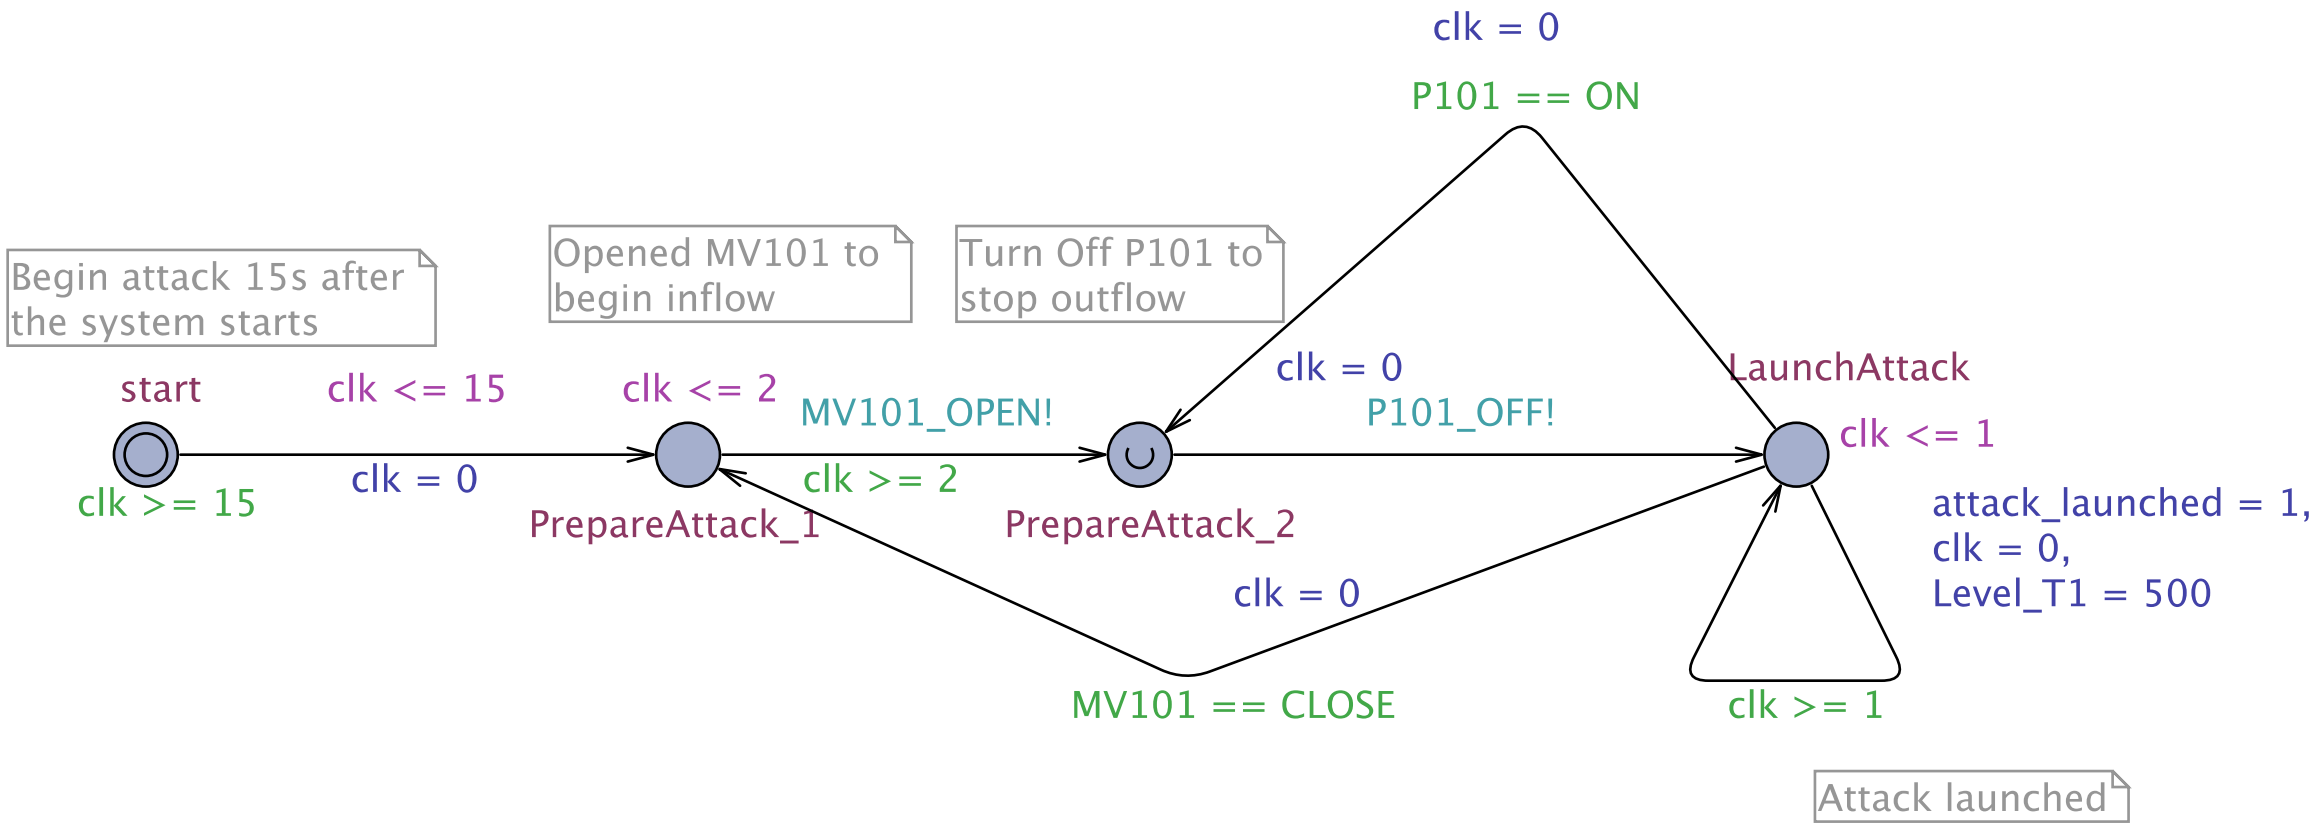 clk = 0
P101 == ON
Begin attack 15s after
the system starts
Opened MV101 to
begin inflow
Turn Off P101 to
stop outflow
start
clk <= 15
clk <= 2
MV101_OPEN!
clk = 0
P101_OFF!
LaunchAttack
clk <= 1
clk >= 15
clk = 0
PrepareAttack_1
clk >= 2
PrepareAttack_2
attack_launched = 1,
clk = 0,
Level_T1 = 500
clk = 0
MV101 == CLOSE
clk >= 1
Attack launched